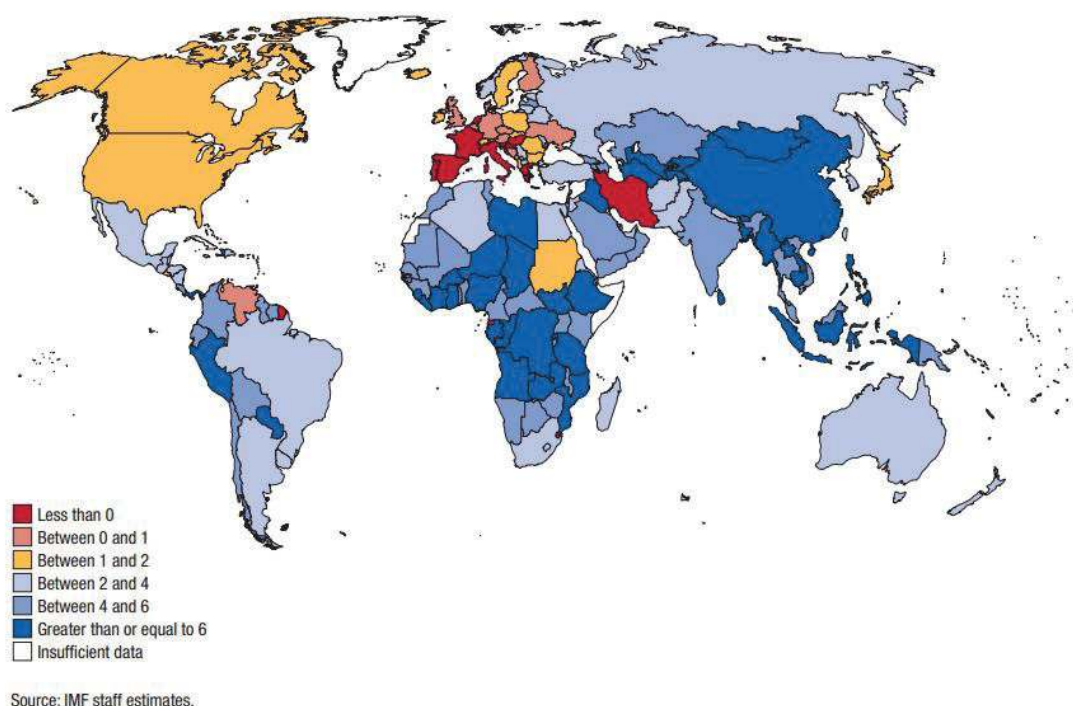 Less than 0
Between 0 and 1
Between 1 and 2
Between 2 and 4
Between 4 and 6
Greater than or equal to 6
Insufficient data
Source: IMF staff estimates.